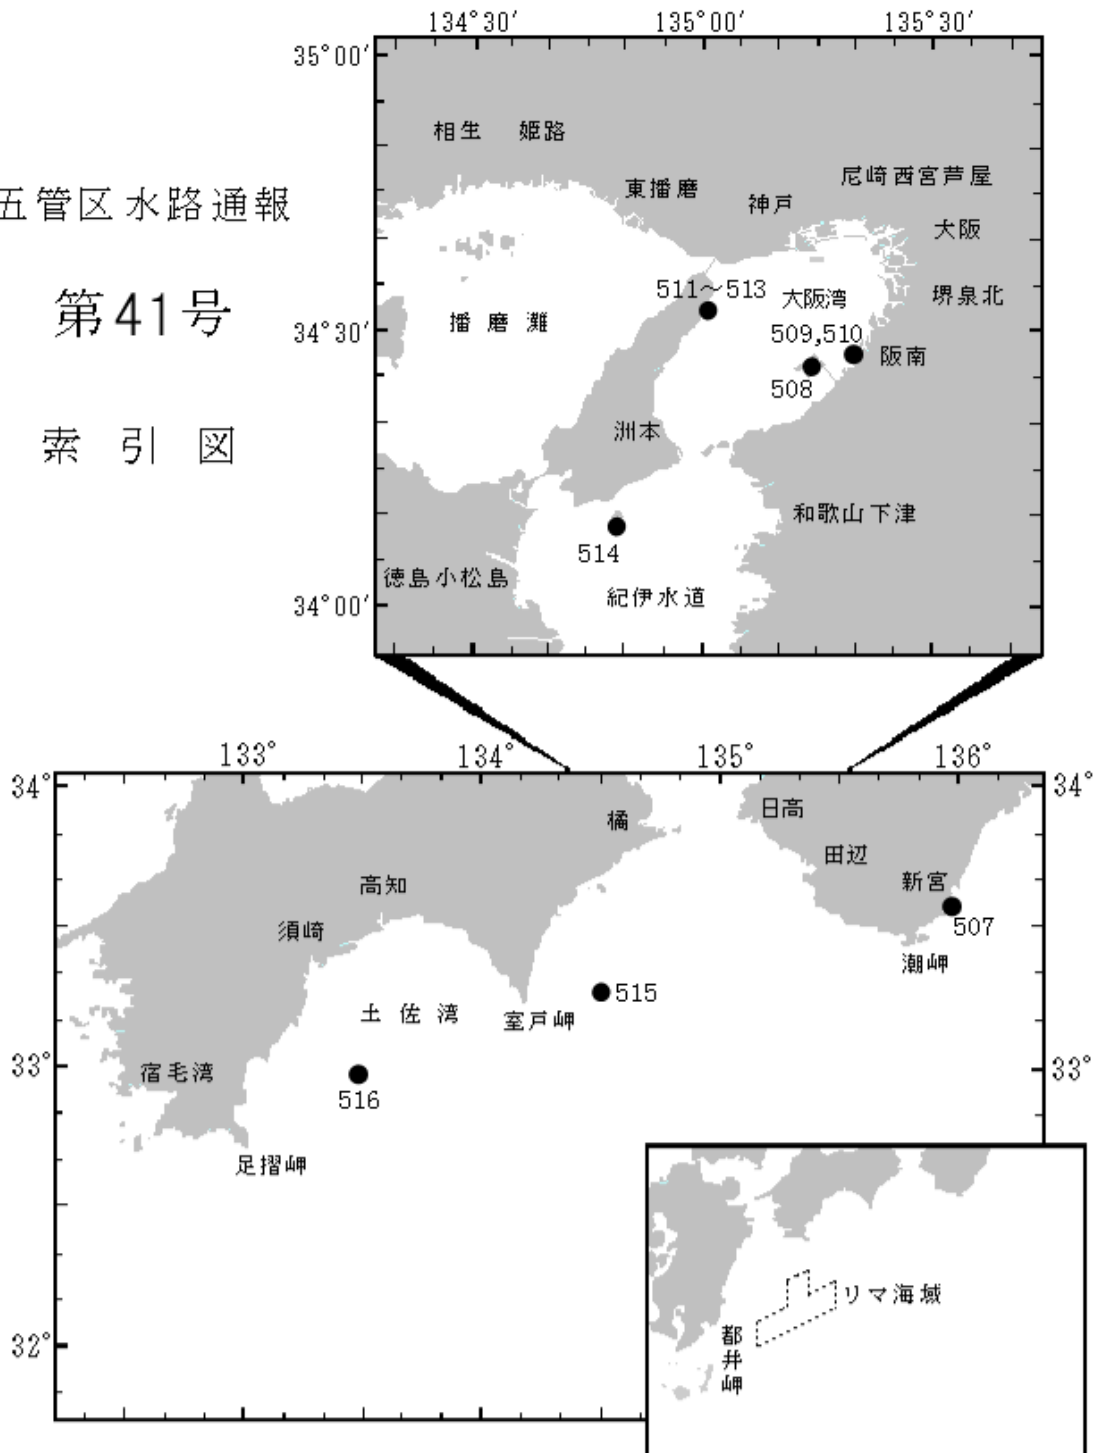 134°30′ 135°00′ 135°30′
35°00′
相生 姫路
尼崎西宮芦屋
東播磨
神戸
五管区水路通報
大阪
511～513
大阪湾
堺泉北
第41号
播磨灘
34°30′
509,510
阪南
508
索引図
洲本
和歌山下津
514
徳島小松島
紀伊水道
34°00′
133° 134° 135° 136°
34°
34°
橘
日高
田辺
高知
新宮
須崎
507
潮岬
515
土佐湾
室戸岬
33°
33°
宿毛湾
516
足摺岬
リマ海域
都井岬
32°